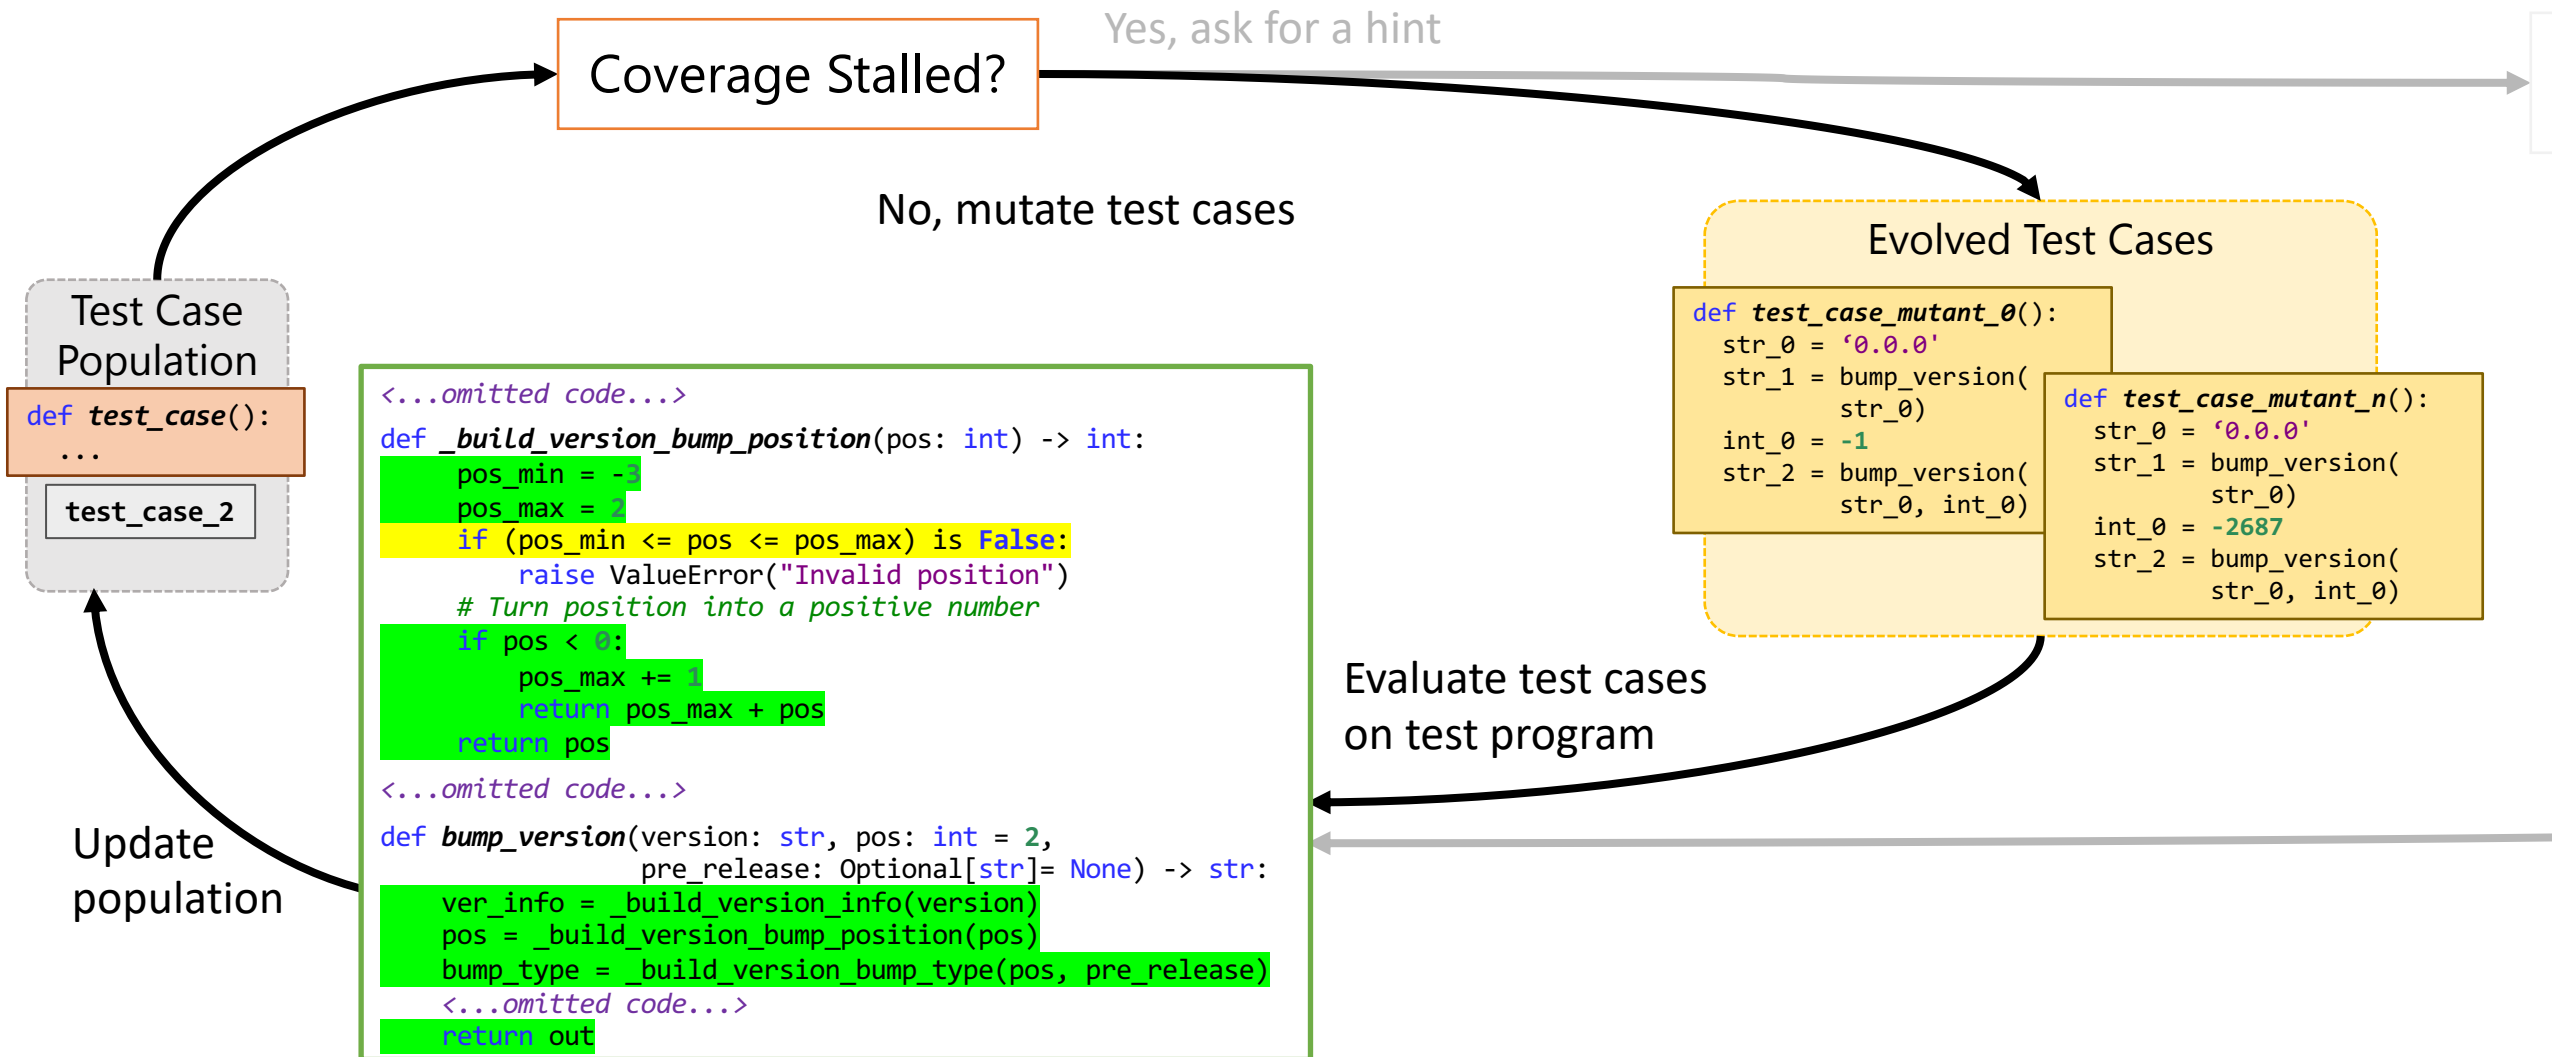 Yes, ask for a hint
Coverage Stalled?
No, mutate test cases
Test Case
Population
def test_case():
...
test_case_2
Update
population
<...omitted code...>
def _build_version_bump_position(pos: int) -> int:
pos_min = -3
pos_max = 2
if (pos_min <= pos <= pos_max) is False:
raise ValueError("Invalid position")
# Turn position into a positive number
if pos < 0:
pos_max += 1
return pos_max + pos
return pos
<...omitted code...>
def bump_version(version: str, pos: int = 2,
pre_release: Optional[str]= None) -> str:
ver_info = _build_version_info(version)
pos = _build_version_bump_position(pos)
bump_type = _build_version_bump_type(pos, pre_release)
<...omitted code...>
return out
Evolved Test Cases
def test_case_mutant_0():
str_0 = ‘0.0.0'
str_1 = bump_version(
str_0)
int_0 = -1
str_2 = bump_version(
str_0, int_0)
def test_case_mutant_n():
str_0 = ‘0.0.0'
str_1 = bump_version(
str_0)
int_0 = -2687
str_2 = bump_version(
str_0, int_0)
Evaluate test cases
on test program